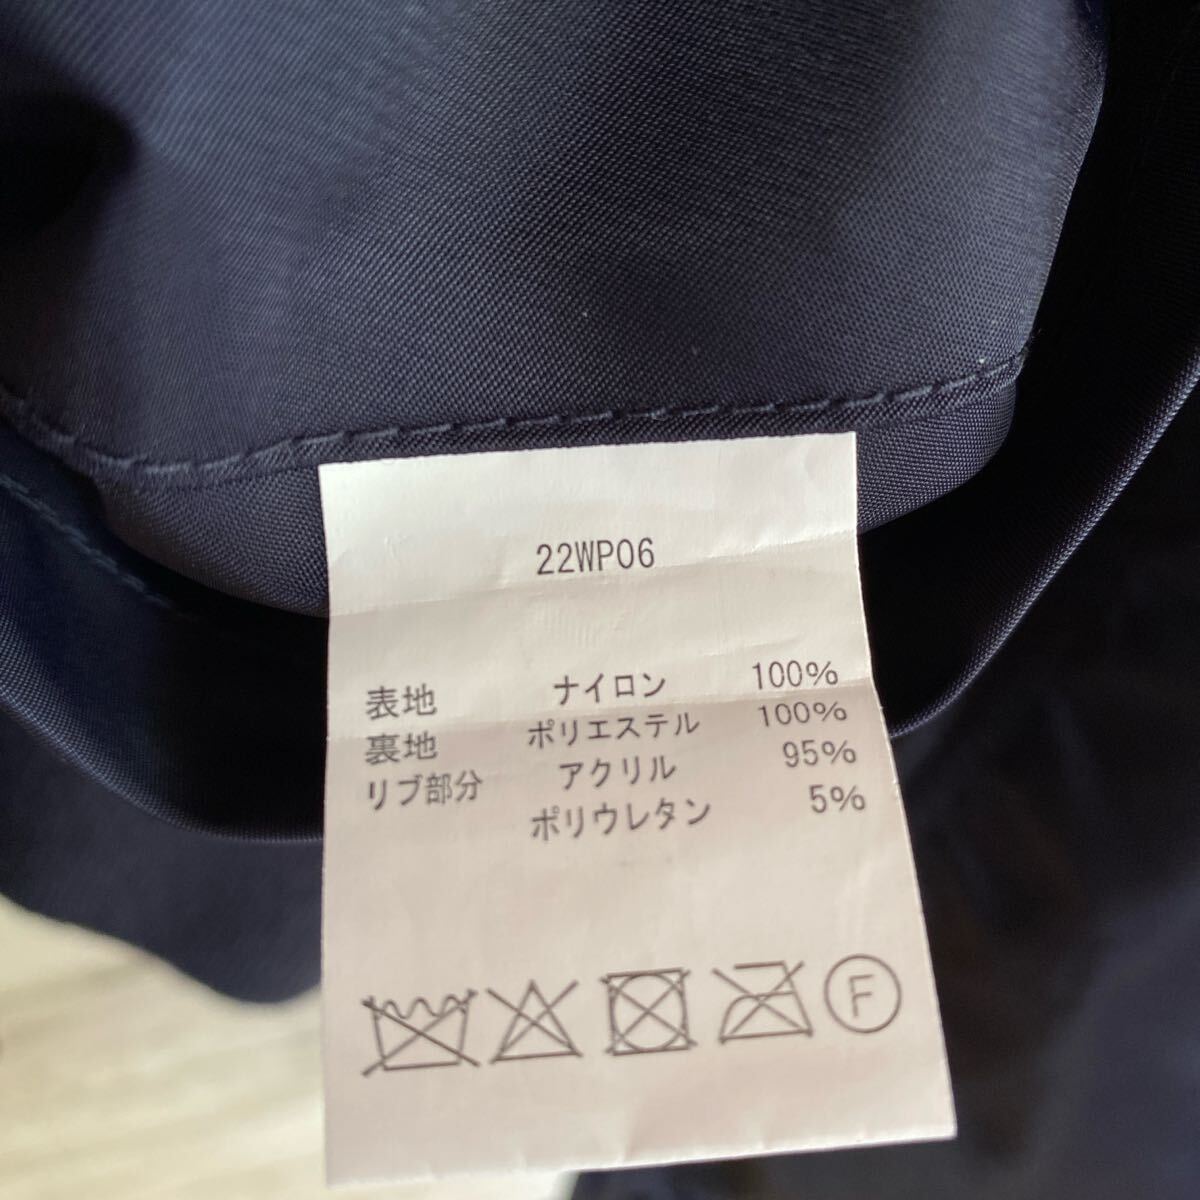 22WP06
表地 ナイロン 100%
裏地 ポリエステル 100%
リブ部分 アクリル 95%
ポリウレタン 5%
F